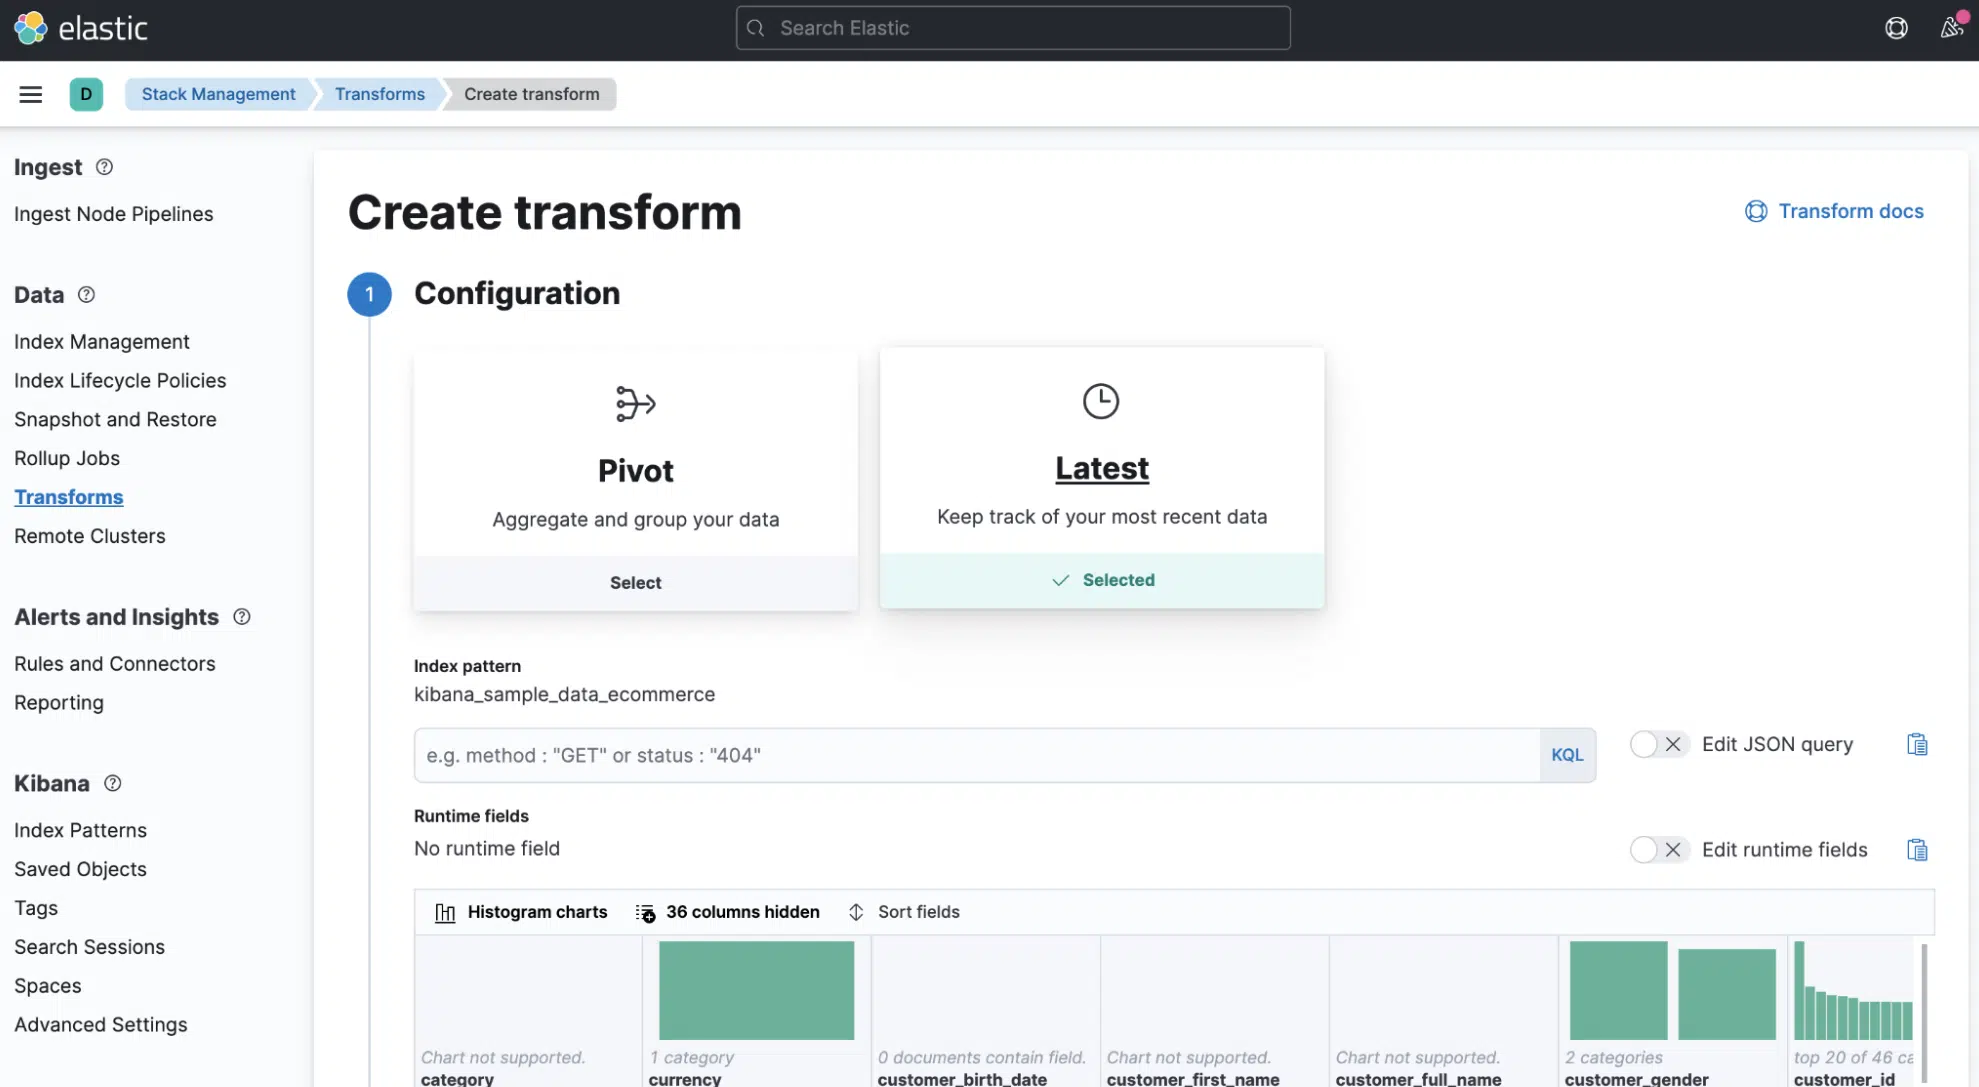 elastic
Search Elastic
D
Stack Management
Transforms
Create transform
Ingest
Ingest Node Pipelines
Data
Index Management
Index Lifecycle Policies
Snapshot and Restore
Rollup Jobs
Transforms
Remote Clusters
Alerts and Insights
Rules and Connectors
Reporting
Kibana
Index Patterns
Saved Objects
Tags
Search Sessions
Spaces
Advanced Settings
Create transform
Transform docs
1 Configuration
Pivot
Aggregate and group your data
Select
Latest
Keep track of your most recent data
Selected
Index pattern
kibana_sample_data_ecommerce
e.g. method : "GET" or status : "404"
KQL
Edit JSON query
Runtime fields
No runtime field
Edit runtime fields
Histogram charts
36 columns hidden
Sort fields
Chart not supported.
category
1 category
currency
0 documents contain field.
customer_birth_date
Chart not supported.
customer_first_name
Chart not supported.
customer_full_name
2 categories
customer_gender
top 20 of 46 ca
customer_id